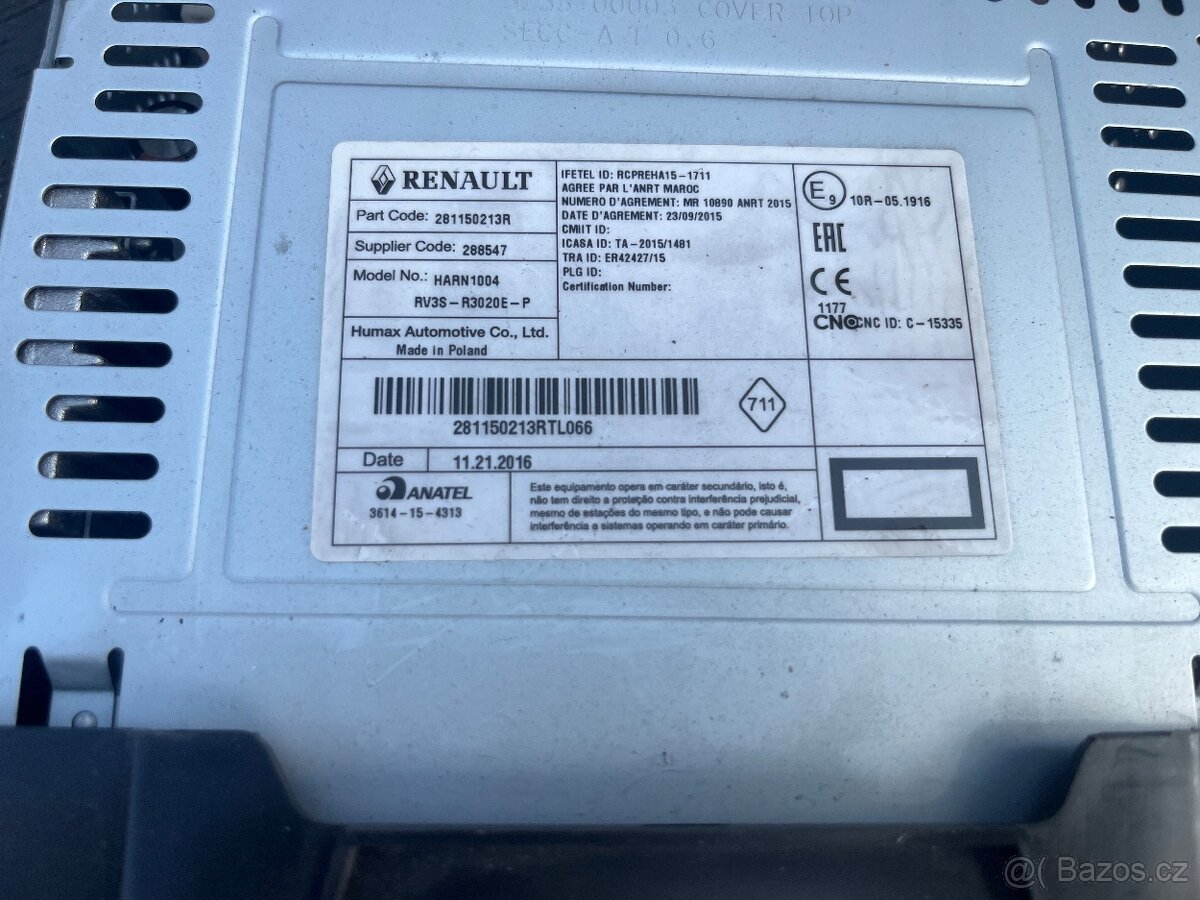 COVER TOP
SECC-A T 0.6
RENAULT
Part Code: 281150213R
Supplier Code: 288547
Model No.: HARN1004
RV3S-R3020E-P
Humax Automotive Co., Ltd.
Made in Poland
IFETEL ID: RCPREHA15-1711
AGREE PAR L'ANRT MAROC
NUMERO D'AGREMENT: MR 10890 ANRT 2015
DATE D'AGREMENT: 23/09/2015
CMIIT ID:
ICASA ID: TA-2015/1481
TRA ID: ER42427/15
PLG ID:
Certification Number:
E9 10R-05.1916
EAC
CE
1177
CNC CNC ID: C-15335
281150213RTL066
711
Date 11.21.2016
ANATEL
3614-15-4313
Este equipamento opera em caráter secundário, isto é,
não tem direito a proteção contra interferência prejudicial,
mesmo de estações do mesmo tipo, e não pode causar
interferência a sistemas operando em caráter primário.
@( Bazoš.cz